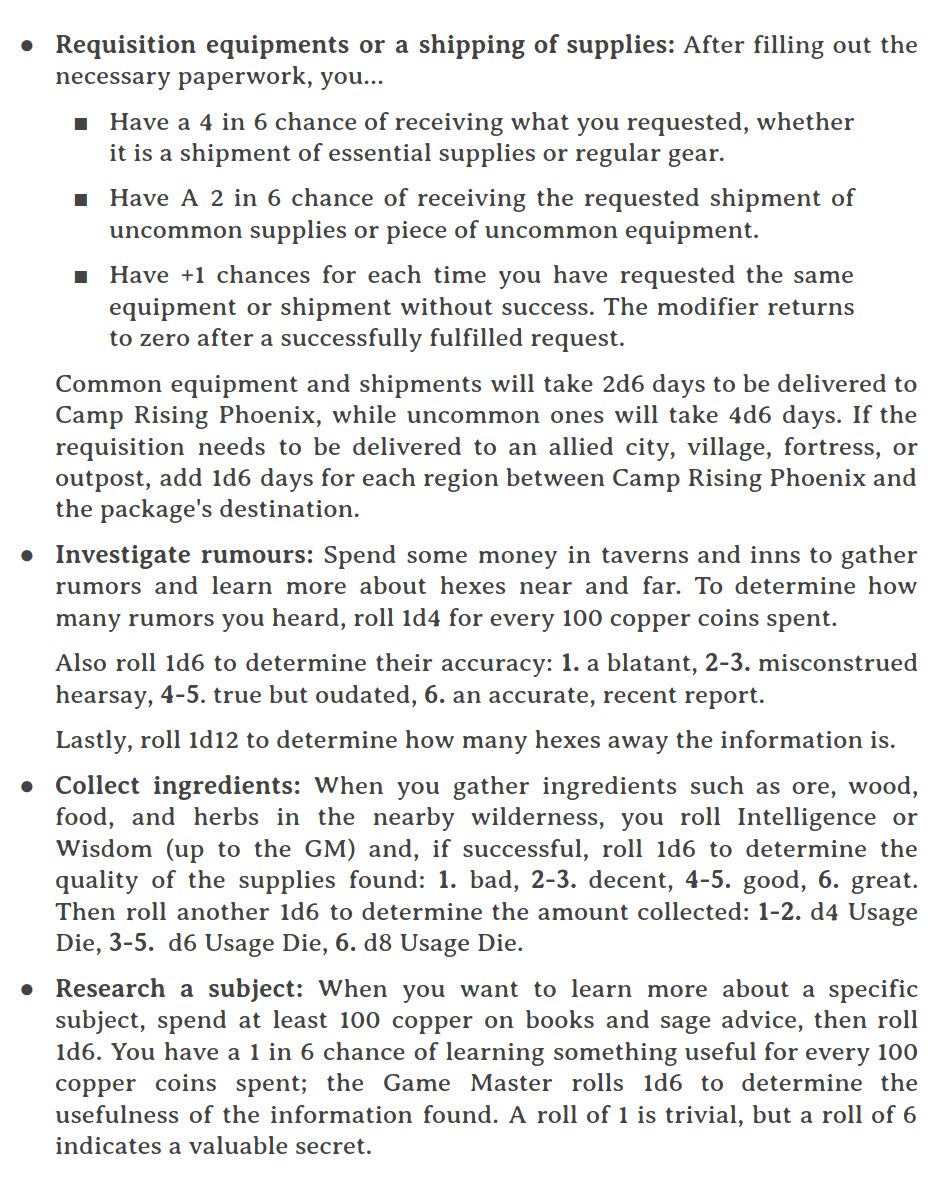 ● Requisition equipments or a shipping of supplies: After filling out the
necessary paperwork, you...
■ Have a 4 in 6 chance of receiving what you requested, whether
it is a shipment of essential supplies or regular gear.
■ Have A 2 in 6 chance of receiving the requested shipment of
uncommon supplies or piece of uncommon equipment.
■ Have +1 chances for each time you have requested the same
equipment or shipment without success. The modifier returns
to zero after a successfully fulfilled request.
Common equipment and shipments will take 2d6 days to be delivered to
Camp Rising Phoenix, while uncommon ones will take 4d6 days. If the
requisition needs to be delivered to an allied city, village, fortress, or
outpost, add 1d6 days for each region between Camp Rising Phoenix and
the package's destination.
● Investigate rumours: Spend some money in taverns and inns to gather
rumors and learn more about hexes near and far. To determine how
many rumors you heard, roll 1d4 for every 100 copper coins spent.
Also roll 1d6 to determine their accuracy: 1. a blatant, 2-3. misconstrued
hearsay, 4-5. true but oudated, 6. an accurate, recent report.
Lastly, roll 1d12 to determine how many hexes away the information is.
● Collect ingredients: When you gather ingredients such as ore, wood,
food, and herbs in the nearby wilderness, you roll Intelligence or
Wisdom (up to the GM) and, if successful, roll 1d6 to determine the
quality of the supplies found: 1. bad, 2-3. decent, 4-5. good, 6. great.
Then roll another 1d6 to determine the amount collected: 1-2. d4 Usage
Die, 3-5. d6 Usage Die, 6. d8 Usage Die.
● Research a subject: When you want to learn more about a specific
subject, spend at least 100 copper on books and sage advice, then roll
1d6. You have a 1 in 6 chance of learning something useful for every 100
copper coins spent; the Game Master rolls 1d6 to determine the
usefulness of the information found. A roll of 1 is trivial, but a roll of 6
indicates a valuable secret.